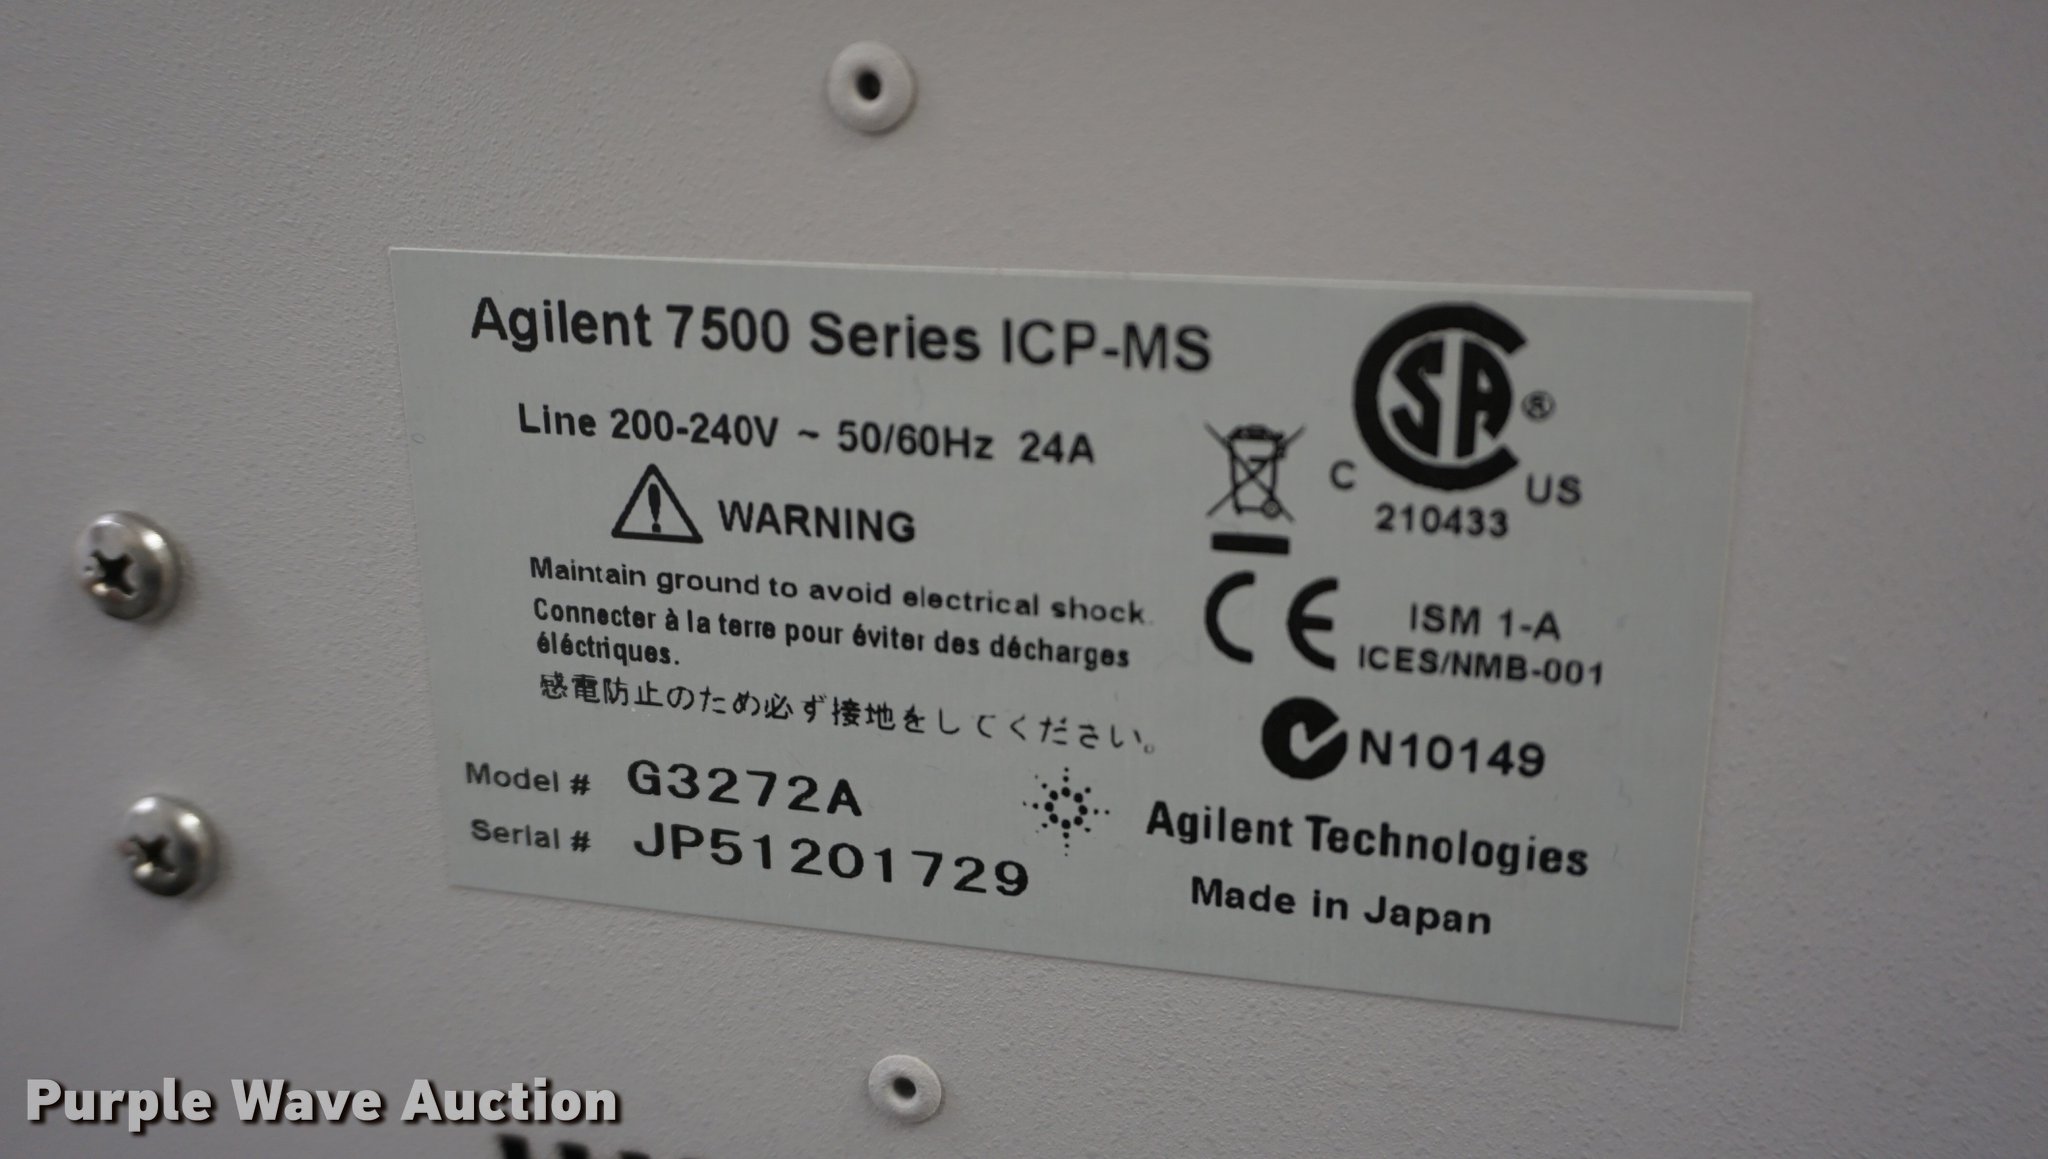 Agilent 7500 Series ICP-MS
Line 200-240V ~ 50/60Hz 24A
WARNING
Maintain ground to avoid electrical shock.
Connecter à la terre pour éviter des décharges
éléctriques.
感電防止のため必ず接地をしてください。
Model # G3272A
Serial # JP51201729
SA ®
C US
210433
CE ISM 1-A
ICES/NMB-001
N10149
Agilent Technologies
Made in Japan
Purple Wave Auction